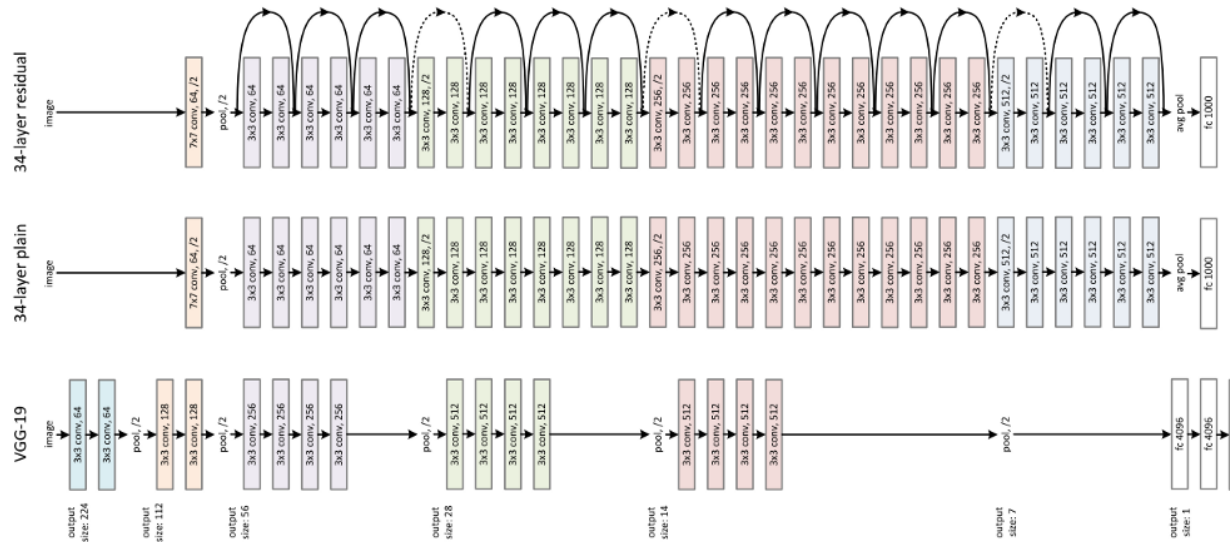 34-layer residual
image
7x7 conv, 64, /2
pool, /2
3x3 conv, 64
3x3 conv, 64
3x3 conv, 64
3x3 conv, 64
3x3 conv, 64
3x3 conv, 64
3x3 conv, 128, /2
3x3 conv, 128
3x3 conv, 128
3x3 conv, 128
3x3 conv, 128
3x3 conv, 128
3x3 conv, 128
3x3 conv, 128
3x3 conv, 256, /2
3x3 conv, 256
3x3 conv, 256
3x3 conv, 256
3x3 conv, 256
3x3 conv, 256
3x3 conv, 256
3x3 conv, 256
3x3 conv, 256
3x3 conv, 256
3x3 conv, 256
3x3 conv, 256
3x3 conv, 512, /2
3x3 conv, 512
3x3 conv, 512
3x3 conv, 512
3x3 conv, 512
3x3 conv, 512
avg pool
fc 1000
34-layer plain
image
7x7 conv, 64, /2
pool, /2
3x3 conv, 64
3x3 conv, 64
3x3 conv, 64
3x3 conv, 64
3x3 conv, 64
3x3 conv, 64
3x3 conv, 128, /2
3x3 conv, 128
3x3 conv, 128
3x3 conv, 128
3x3 conv, 128
3x3 conv, 128
3x3 conv, 128
3x3 conv, 128
3x3 conv, 256, /2
3x3 conv, 256
3x3 conv, 256
3x3 conv, 256
3x3 conv, 256
3x3 conv, 256
3x3 conv, 256
3x3 conv, 256
3x3 conv, 256
3x3 conv, 256
3x3 conv, 256
3x3 conv, 256
3x3 conv, 512, /2
3x3 conv, 512
3x3 conv, 512
3x3 conv, 512
3x3 conv, 512
3x3 conv, 512
avg pool
fc 1000
VGG-19
image
3x3 conv, 64
3x3 conv, 64
pool, /2
3x3 conv, 128
3x3 conv, 128
pool, /2
3x3 conv, 256
3x3 conv, 256
3x3 conv, 256
3x3 conv, 256
pool, /2
3x3 conv, 512
3x3 conv, 512
3x3 conv, 512
3x3 conv, 512
pool, /2
3x3 conv, 512
3x3 conv, 512
3x3 conv, 512
3x3 conv, 512
pool, /2
fc 4096
fc 4096
output
size: 224
output
size: 112
output
size: 56
output
size: 28
output
size: 14
output
size: 7
output
size: 1